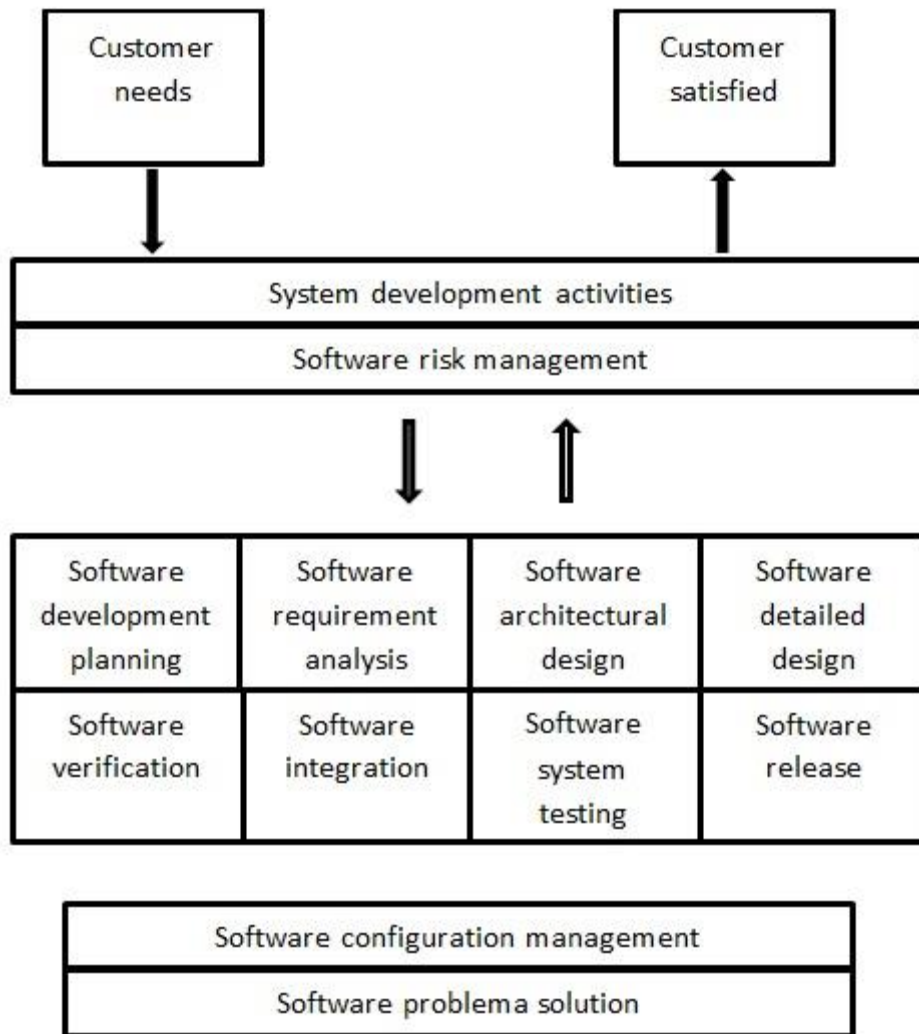 Customer
needs
Customer
satisfied
System development activities
Software risk management
Software
development
planning
Software
requirement
analysis
Software
architectural
design
Software
detailed
design
Software
verification
Software
integration
Software
system
testing
Software
release
Software configuration management
Software problema solution